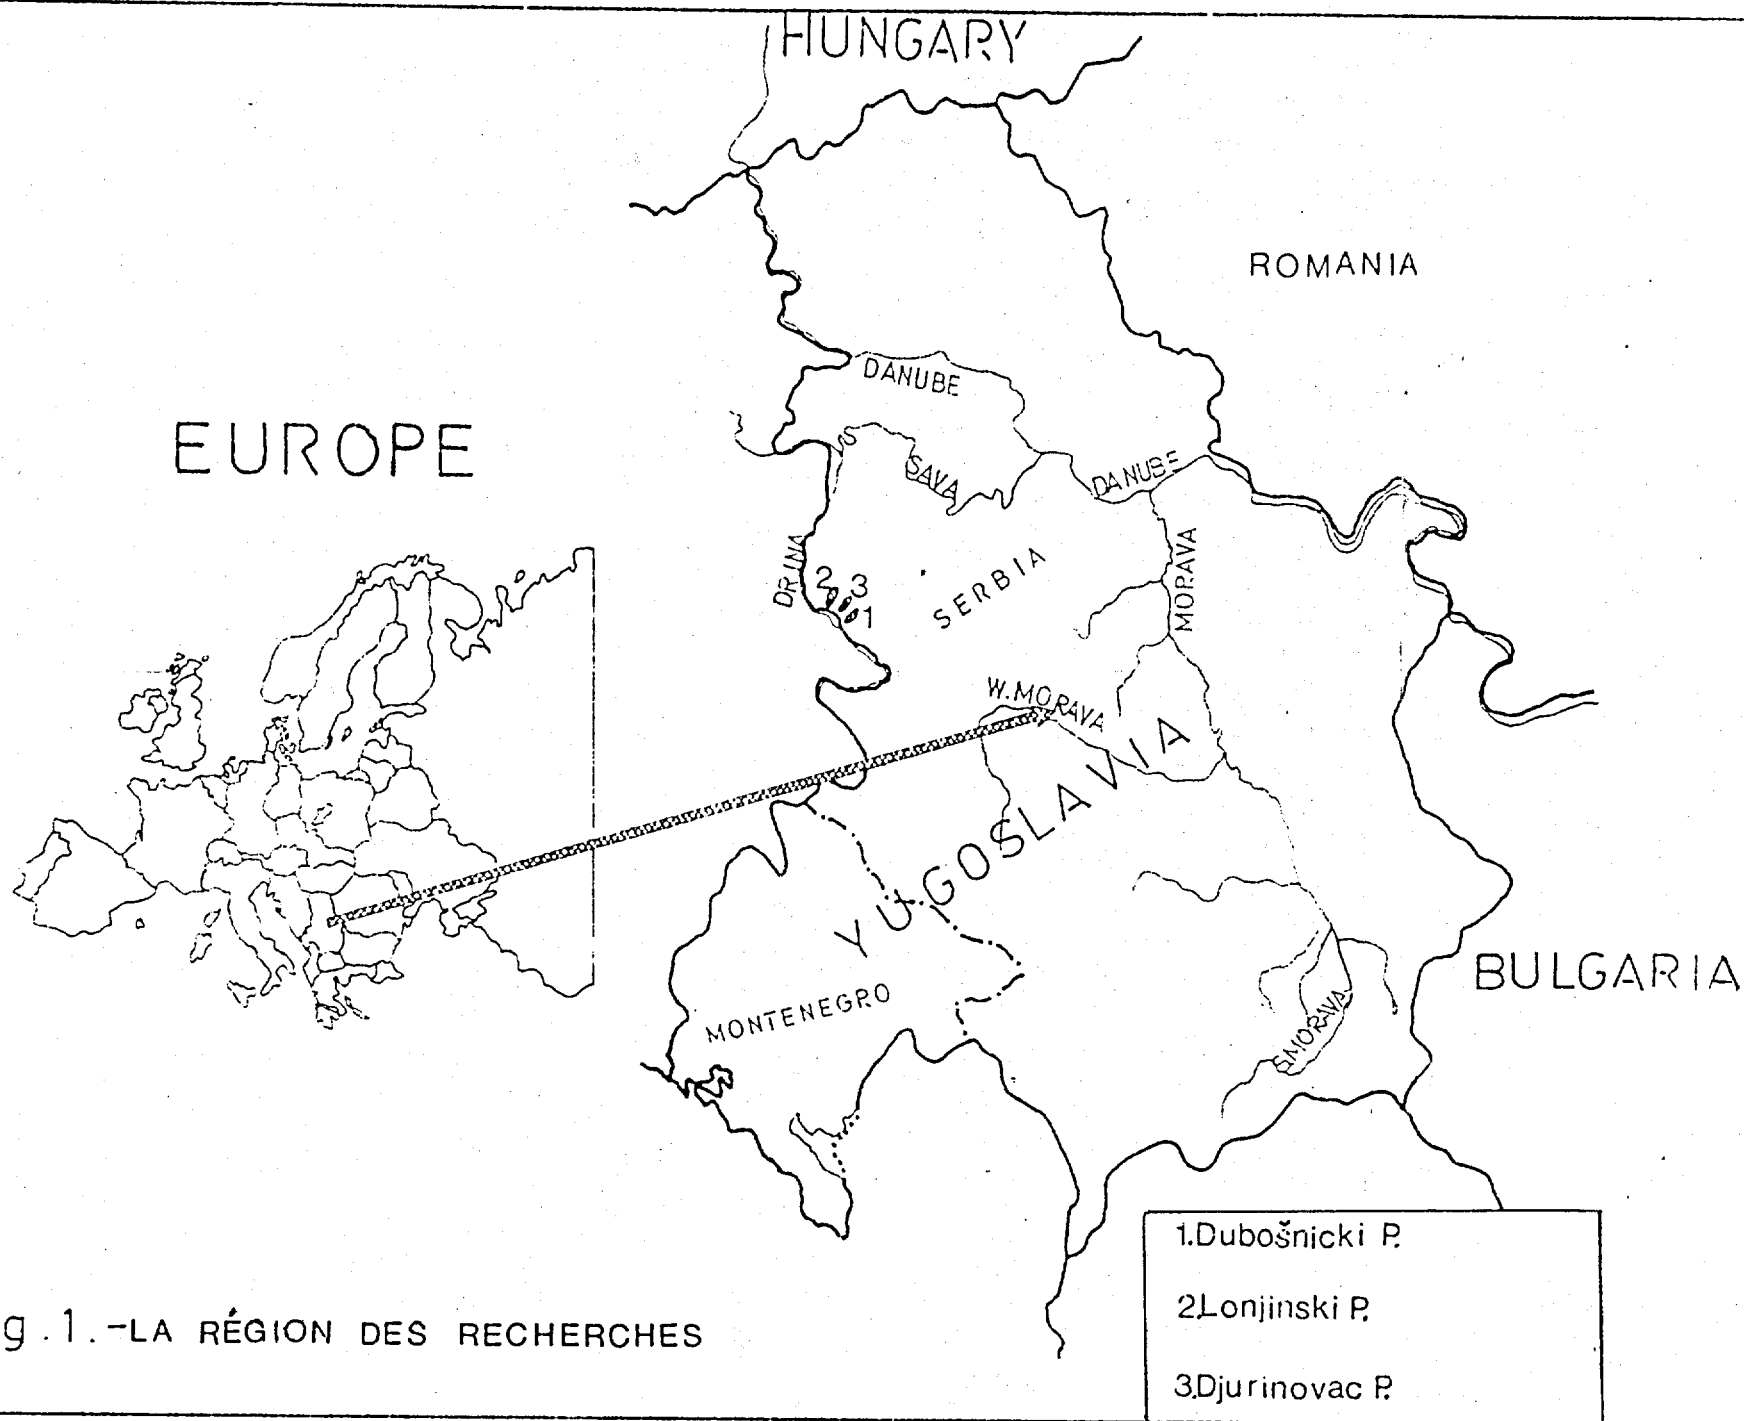 HUNGARY
ROMANIA
DANUBE
EUROPE
SAVA
DANUBE
DRINA
MORAVA
2
3
1
SERBIA
W.MORAVA
YUGOSLAVIA
BULGARIA
MONTENEGRO
S.MORAVA
1.Dubošnicki P.
2.Lonjinski P.
3.Djurinovac P.
g.1.-LA RÉGION DES RECHERCHES